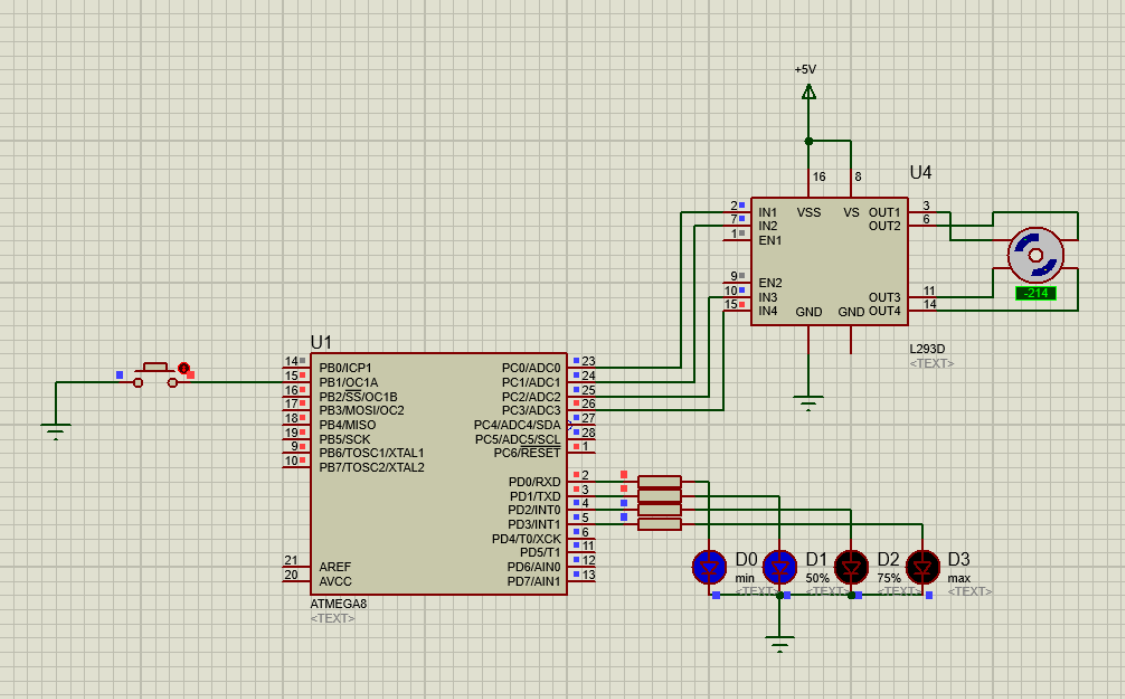 +5V
16
8
U4
2
IN1
VSS
VS
OUT1
3
7
IN2
OUT2
6
1
EN1
9
EN2
-214
10
IN3
OUT3
11
15
IN4
GND
GND
OUT4
14
L293D
<TEXT>
U1
14
PB0/ICP1
PC0/ADC0
23
15
PB1/OC1A
PC1/ADC1
24
16
PB2/SS/OC1B
PC2/ADC2
25
17
PB3/MOSI/OC2
PC3/ADC3
26
18
PB4/MISO
PC4/ADC4/SDA
27
19
PB5/SCK
PC5/ADC5/SCL
28
9
PB6/TOSC1/XTAL1
PC6/RESET
1
10
PB7/TOSC2/XTAL2
PD0/RXD
2
PD1/TXD
3
PD2/INT0
4
PD3/INT1
5
PD4/T0/XCK
6
PD5/T1
11
21
AREF
PD6/AIN0
12
20
AVCC
PD7/AIN1
13
ATMEGA8
<TEXT>
D0
min
<TEXT>
D1
50%
<TEXT>
D2
75%
<TEXT>
D3
max
<TEXT>